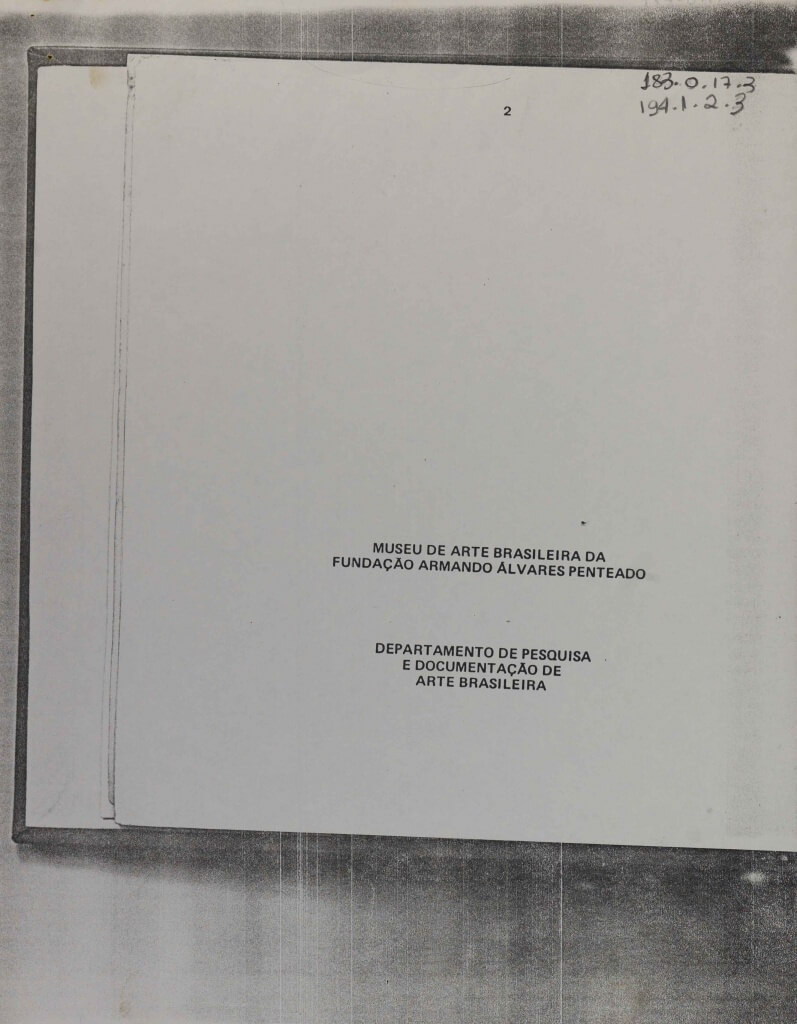 183.0.17.3
194.1.2.3
2
MUSEU DE ARTE BRASILEIRA DA
FUNDAÇÃO ARMANDO ÁLVARES PENTEADO
DEPARTAMENTO DE PESQUISA
E DOCUMENTAÇÃO DE
ARTE BRASILEIRA